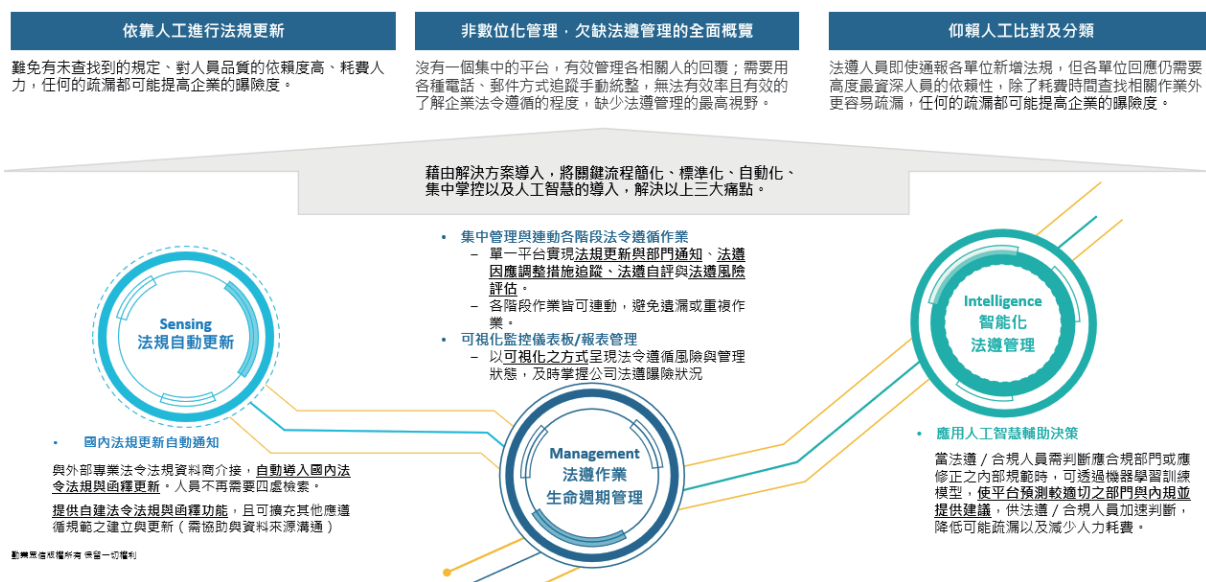 依靠人工進行法規更新
難免有未查找到的規定、對人員品質的依賴度高、耗費人
力，任何的疏漏都可能提高企業的曝險度。
非數位化管理，欠缺法遵管理的全面概覽
沒有一個集中的平台，有效管理各相關人的回覆；需要用
各種電話、郵件方式追蹤手動統整，無法有效率且有效的
了解企業法令遵循的程度，缺少法遵管理的最高視野。
仰賴人工比對及分類
法遵人員即使通報各單位新增法規，但各單位回應仍需要
高度最資深人員的依賴性，除了耗費時間查找相關作業外
更容易疏漏，任何的疏漏都可能提高企業的曝險度。
藉由解決方案導入，將關鍵流程簡化、標準化、自動化、
集中掌控以及人工智慧的導入，解決以上三大痛點。
Sensing
法規自動更新
• 國內法規更新自動通知
與外部專業法令法規資料商介接，自動導入國內法
令法規與函釋更新。人員不再需要四處檢索。
提供自建法令法規與函釋功能，且可擴充其他應遵
循規範之建立與更新（需協助與資料來源溝通）
• 集中管理與連動各階段法令遵循作業
– 單一平台實現法規更新與部門通知、法遵
因應調整措施追蹤、法遵自評與法遵風險
評估。
– 各階段作業皆可連動，避免遺漏或重複作
業。
• 可視化監控儀表板/報表管理
– 以可視化之方式呈現法令遵循風險與管理
狀態，及時掌握公司法遵曝險狀況
Management
法遵作業
生命週期管理
Intelligence
智能化
法遵管理
• 應用人工智慧輔助決策
當法遵 / 合規人員需判斷應合規部門或應
修正之內部規範時，可透過機器學習訓練
模型，使平台預測較適切之部門與內規並
提供建議，供法遵 / 合規人員加速判斷，
降低可能疏漏以及減少人力耗費。
勤業眾信版權所有 保留一切權利